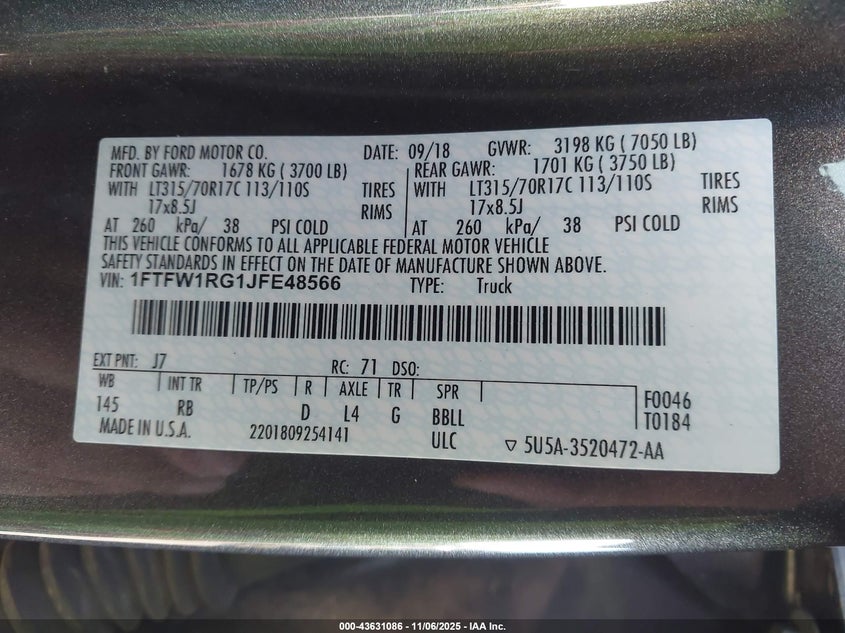 MFD. BY FORD MOTOR CO. DATE: 09/18 GVWR: 3198 KG ( 7050 LB)
FRONT GAWR: 1678 KG ( 3700 LB) REAR GAWR: 1701 KG ( 3750 LB)
WITH LT315/70R17C 113/110S TIRES WITH LT315/70R17C 113/110S TIRES
17x8.5J RIMS 17x8.5J RIMS
AT 260 kPa/ 38 PSI COLD AT 260 kPa/ 38 PSI COLD
THIS VEHICLE CONFORMS TO ALL APPLICABLE FEDERAL MOTOR VEHICLE
SAFETY STANDARDS IN EFFECT ON THE DATE OF MANUFACTURE SHOWN ABOVE.
VIN: 1FTFW1RG1JFE48566 TYPE: Truck
EXT PNT: J7 RC: 71 DSO:
WB INT TR TP/PS R AXLE TR SPR F0046
145 RB D L4 G BBLL T0184
MADE IN U.S.A. 2201809254141 ULC ▽ 5U5A-3520472-AA
000-43631086 - 11/06/2025 - IAA Inc.